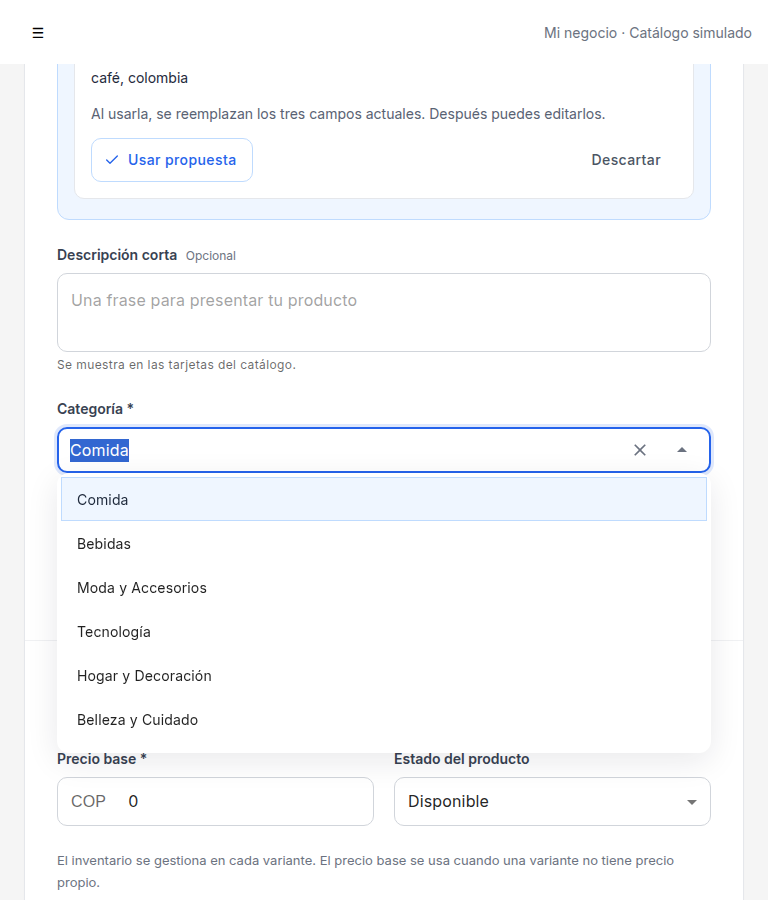 ☰
Mi negocio · Catálogo simulado
café, colombia
Al usarla, se reemplazan los tres campos actuales. Después puedes editarlos.
Usar propuesta
Descartar
Descripción corta Opcional
Una frase para presentar tu producto
Se muestra en las tarjetas del catálogo.
Categoría *
Comida
Comida
Bebidas
Moda y Accesorios
Tecnología
Hogar y Decoración
Belleza y Cuidado
Precio base *
Estado del producto
COP 0
Disponible
El inventario se gestiona en cada variante. El precio base se usa cuando una variante no tiene precio
propio.